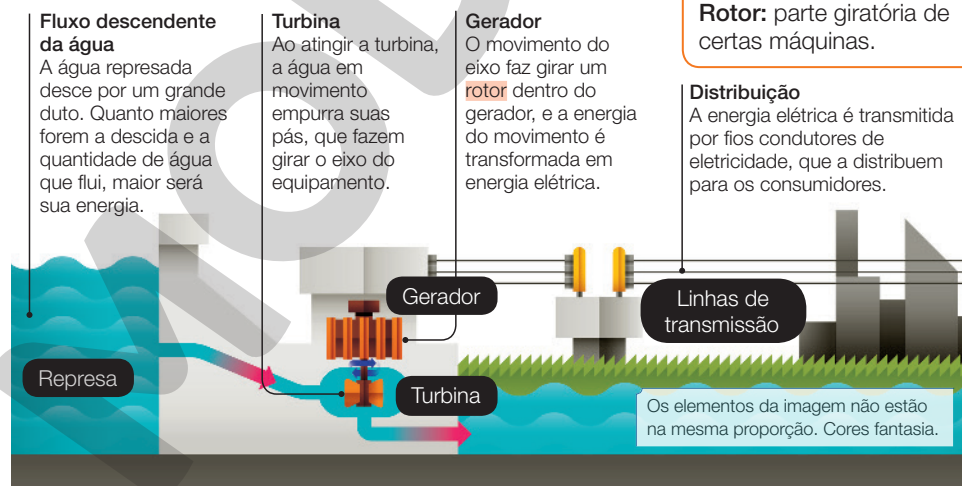 Fluxo descendente
da água
A água represada
desce por um grande
duto. Quanto maiores
forem a descida e a
quantidade de água
que flui, maior será
sua energia.
Turbina
Ao atingir a turbina,
a água em
movimento
empurra suas
pás, que fazem
girar o eixo do
equipamento.
Gerador
O movimento do
eixo faz girar um
rotor dentro do
gerador, e a energia
do movimento é
transformada em
energia elétrica.
Rotor: parte giratória de
certas máquinas.
Distribuição
A energia elétrica é transmitida
por fios condutores de
eletricidade, que a distribuem
para os consumidores.
Gerador
Linhas de
transmissão
Represa
Turbina
Os elementos da imagem não estão
na mesma proporção. Cores fantasia.